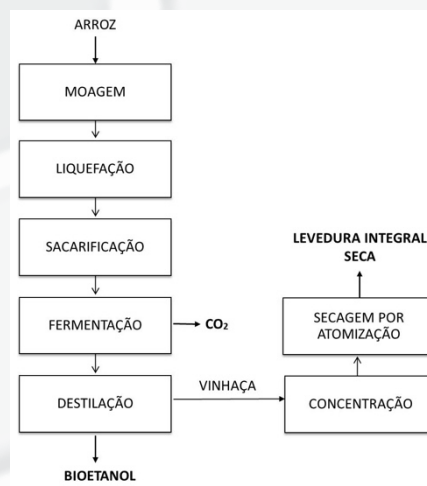 ARROZ
MOAGEM
LIQUEFAÇÃO
SACARIFICAÇÃO
FERMENTAÇÃO
CO₂
DESTILAÇÃO
BIOETANOL
VINHAÇA
CONCENTRAÇÃO
SECAGEM POR
ATOMIZAÇÃO
LEVEDURA INTEGRAL
SECA